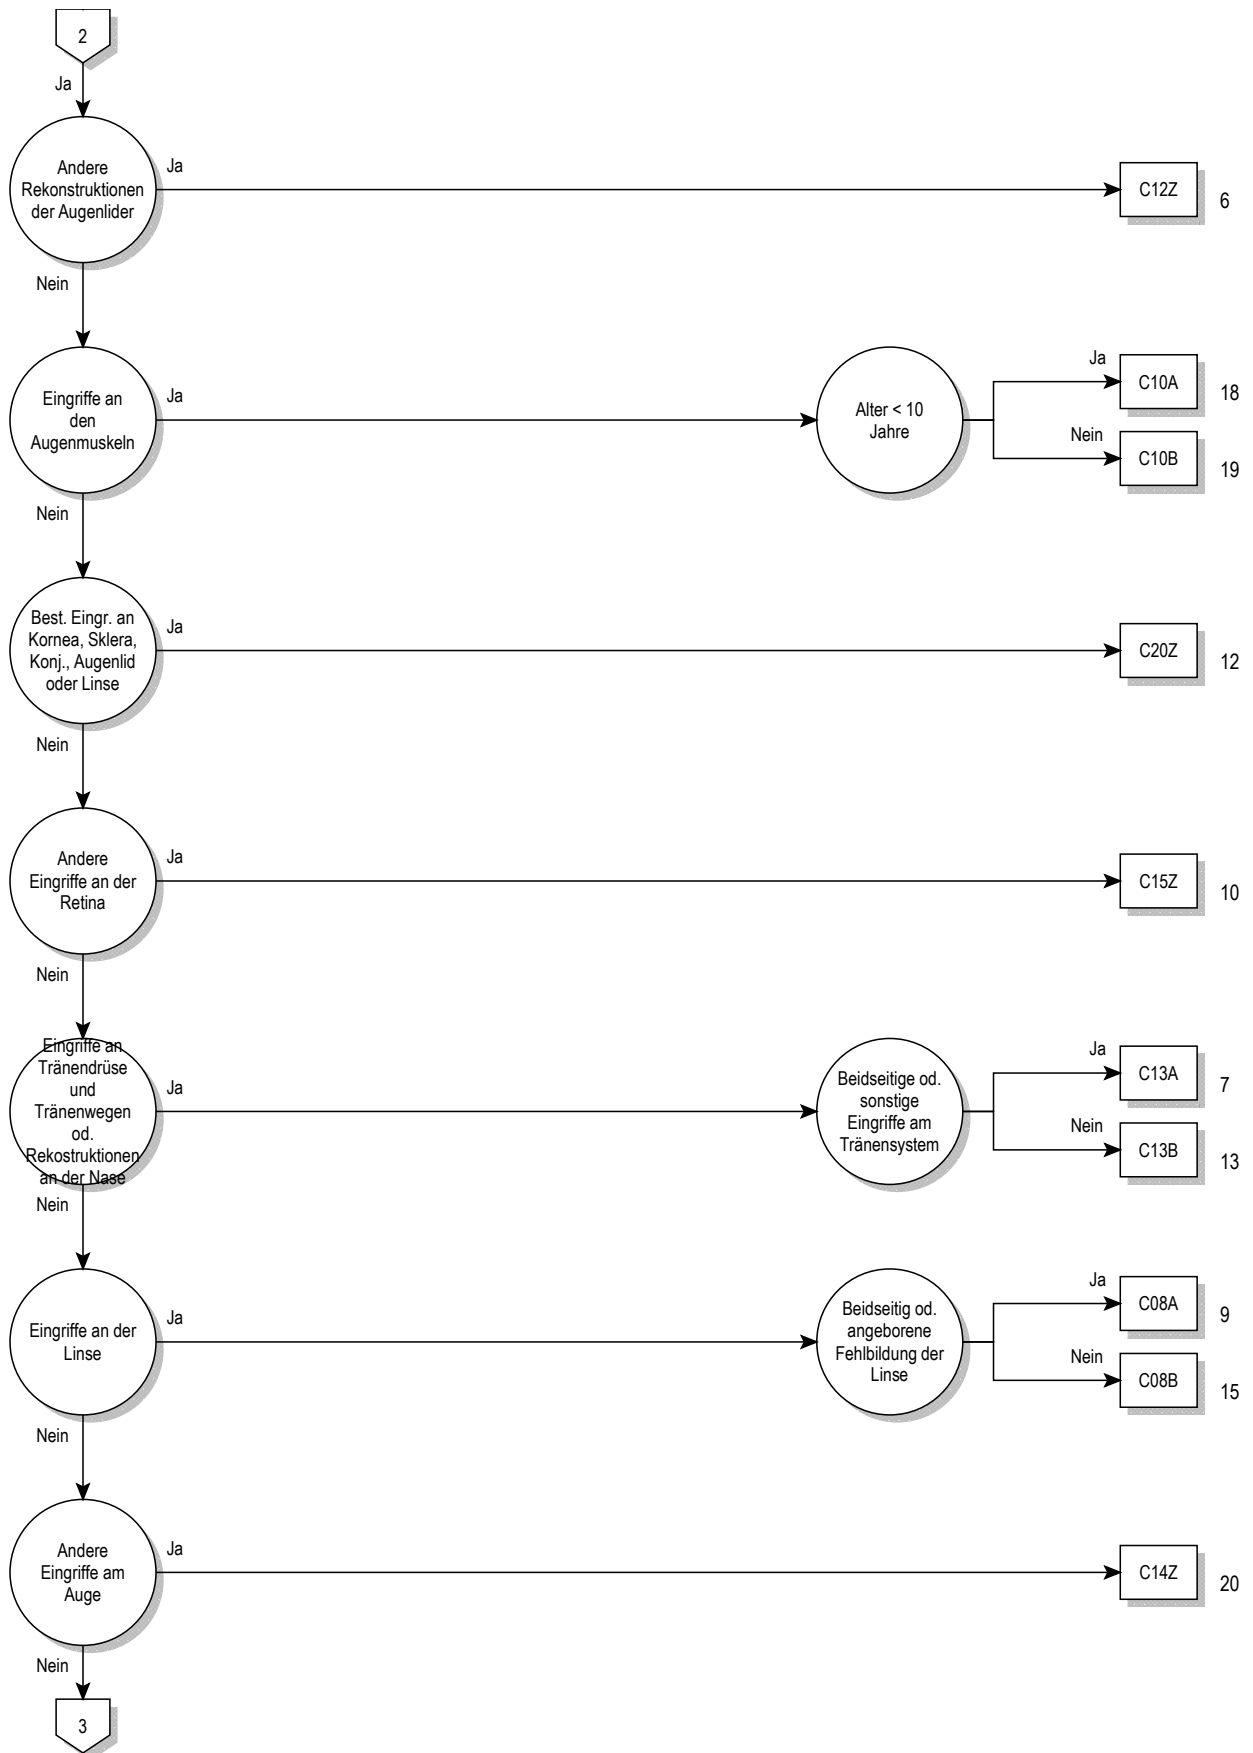 2
Ja
Andere
Rekonstruktionen
der Augenlider
Ja
C12Z
6
Nein
Eingriffe an
den
Augenmuskeln
Ja
Alter < 10
Jahre
Ja
C10A
18
Nein
C10B
19
Nein
Best. Eingr. an
Kornea, Sklera,
Konj., Augenlid
oder Linse
Ja
C20Z
12
Nein
Andere
Eingriffe an der
Retina
Ja
C15Z
10
Nein
Eingriffe an
Tränendrüse
und
Tränenwegen
od.
Rekostruktionen
an der Nase
Ja
Beidseitige od.
sonstige
Eingriffe am
Tränensystem
Ja
C13A
7
Nein
C13B
13
Nein
Eingriffe an der
Linse
Ja
Beidseitig od.
angeborene
Fehlbildung der
Linse
Ja
C08A
9
Nein
C08B
15
Nein
Andere
Eingriffe am
Auge
Ja
C14Z
20
Nein
3